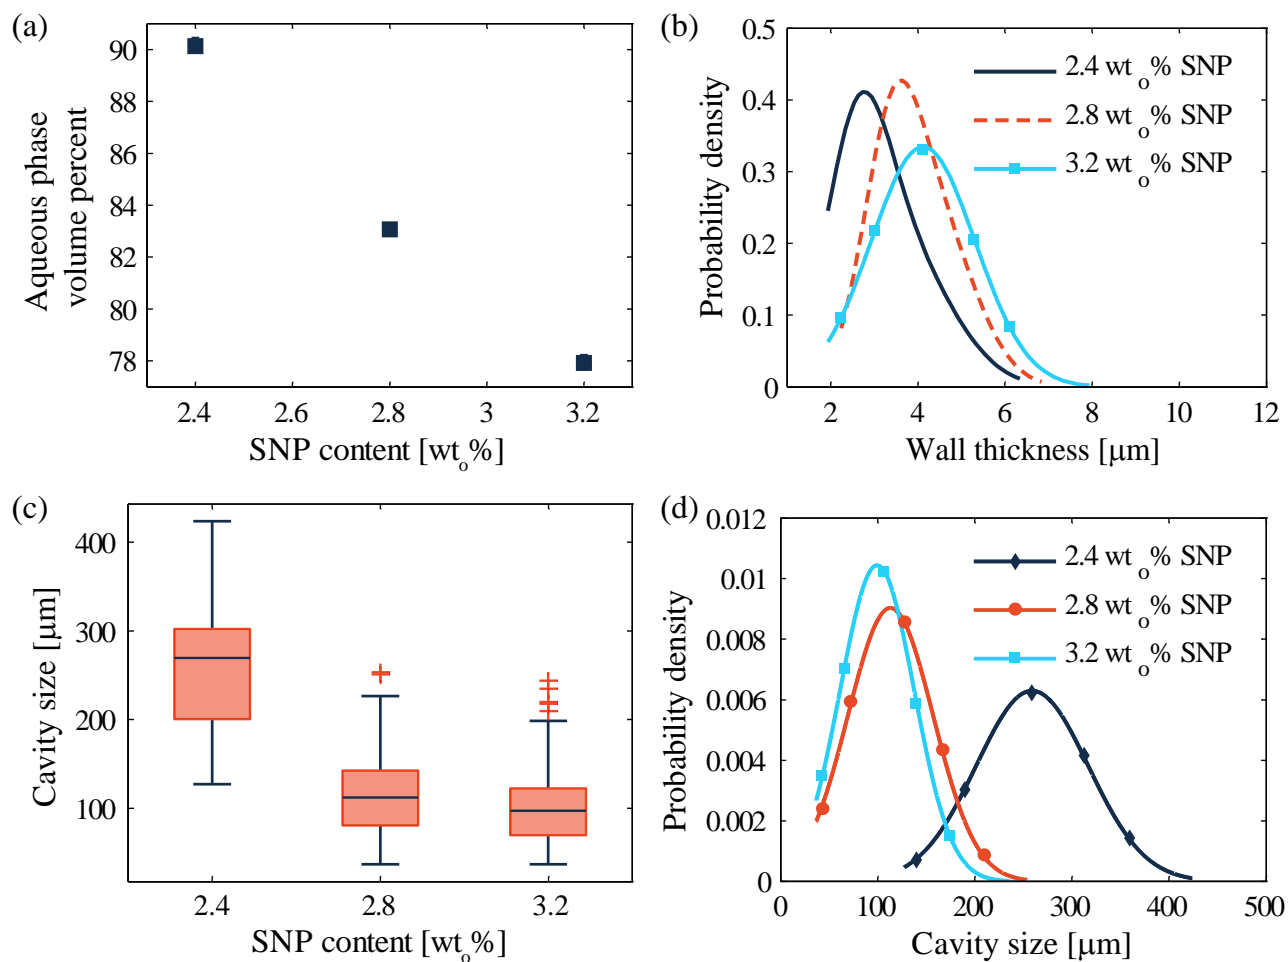 (a)
Aqueous phase
volume percent
90
88
86
84
82
80
78
2.4
2.6
2.8
3
3.2
SNP content [wtₒ%]
(b)
Probability density
0.5
0.4
0.3
0.2
0.1
0
2
4
6
8
10
12
Wall thickness [μm]
2.4 wtₒ% SNP
2.8 wtₒ% SNP
3.2 wtₒ% SNP
(c)
Cavity size [μm]
400
300
200
100
2.4
2.8
3.2
SNP content [wtₒ%]
(d)
Probability density
0.012
0.01
0.008
0.006
0.004
0.002
0
0
100
200
300
400
500
Cavity size [μm]
2.4 wtₒ% SNP
2.8 wtₒ% SNP
3.2 wtₒ% SNP